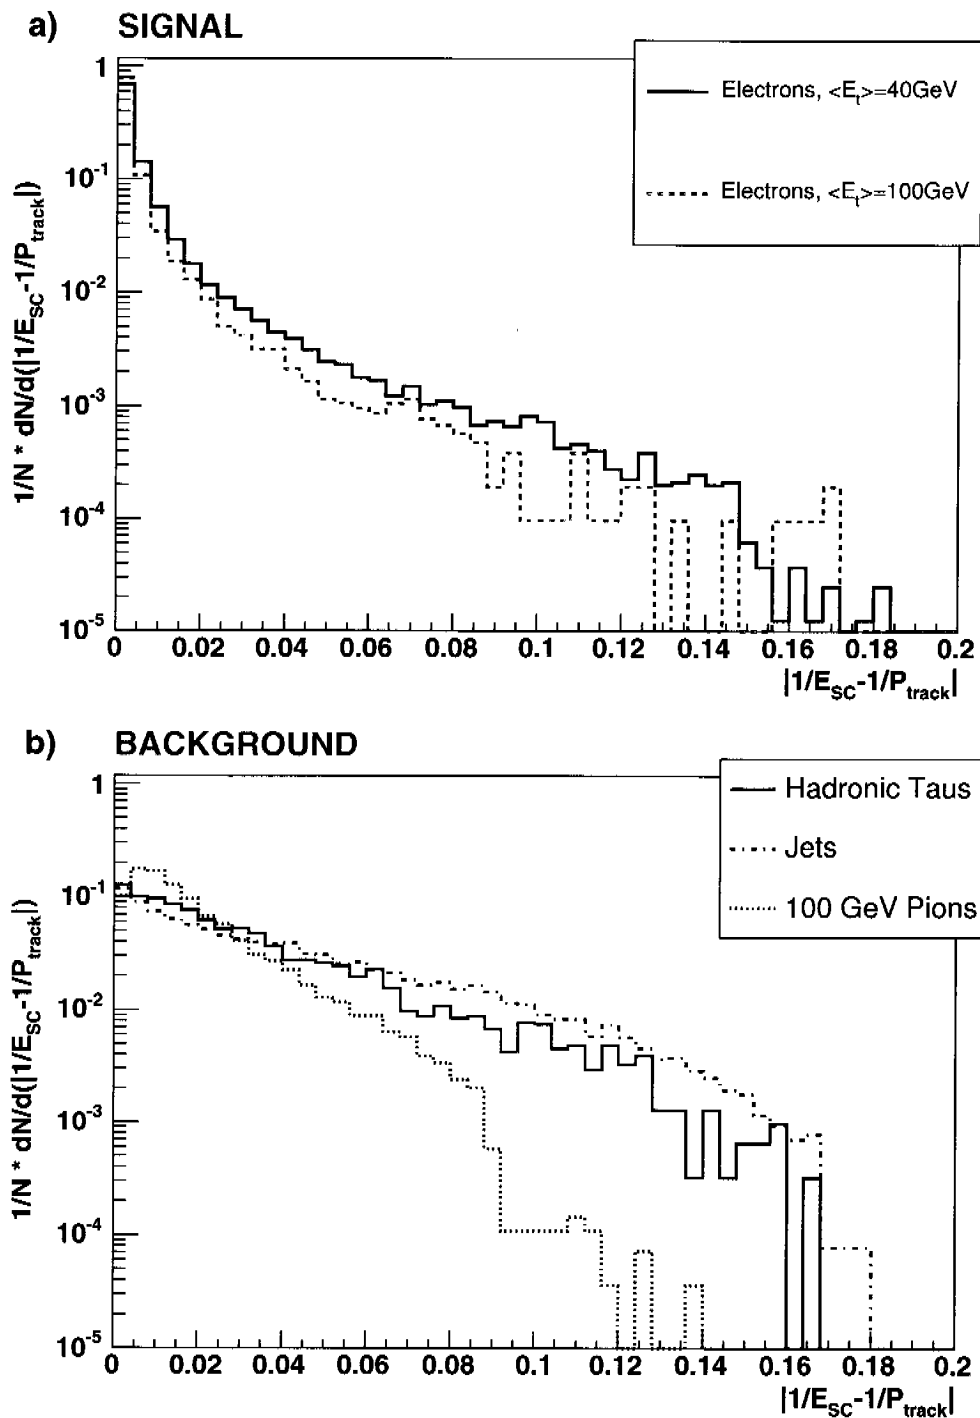 a) SIGNAL
1/N * dN/d(|1/E_SC-1/P_track|)
1
10^-1
10^-2
10^-3
10^-4
10^-5
Electrons, <E_t>=40GeV
Electrons, <E_t>=100GeV
0 0.02 0.04 0.06 0.08 0.1 0.12 0.14 0.16 0.18 0.2
|1/E_SC-1/P_track|
b) BACKGROUND
1/N * dN/d(|1/E_SC-1/P_track|)
1
10^-1
10^-2
10^-3
10^-4
10^-5
Hadronic Taus
Jets
100 GeV Pions
0 0.02 0.04 0.06 0.08 0.1 0.12 0.14 0.16 0.18 0.2
|1/E_SC-1/P_track|